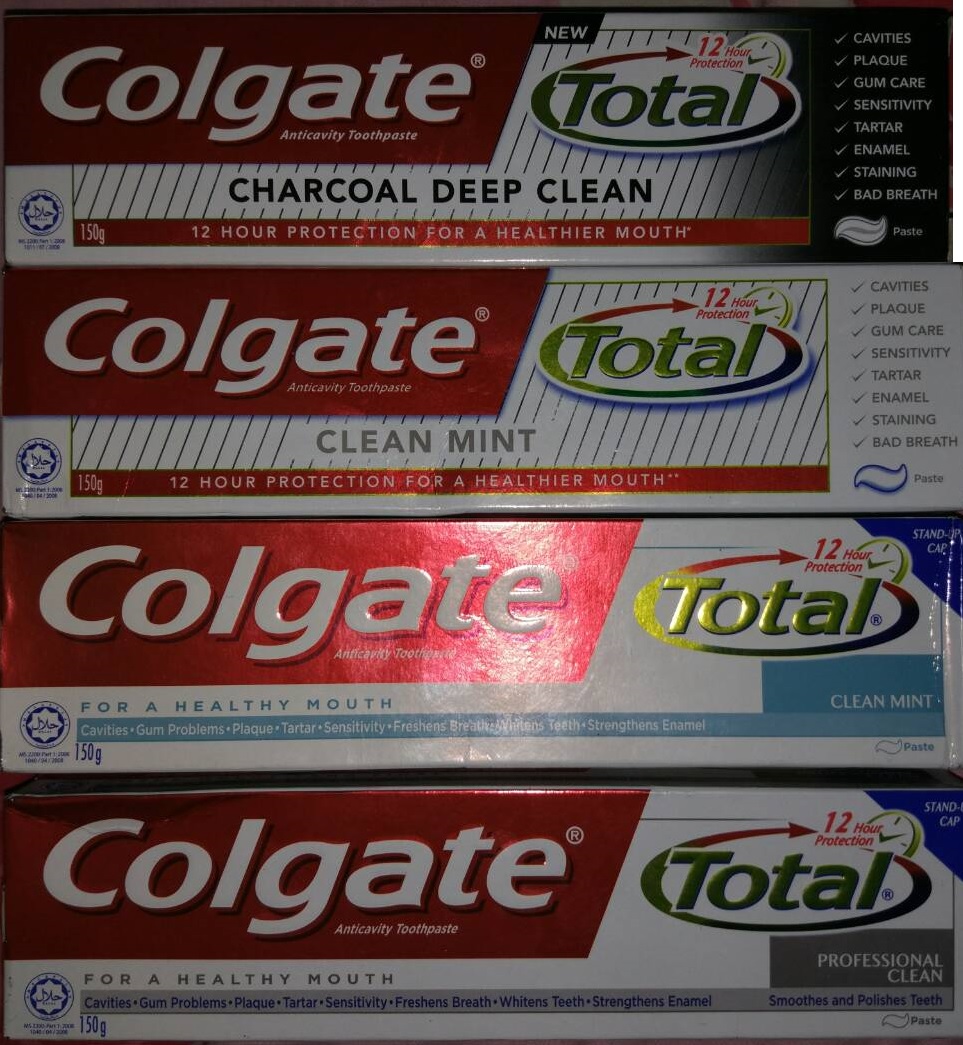 Colgate®
Anticavity Toothpaste
NEW
12 Hour
Protection
Total
✓ CAVITIES
✓ PLAQUE
✓ GUM CARE
✓ SENSITIVITY
✓ TARTAR
✓ ENAMEL
✓ STAINING
✓ BAD BREATH
Paste
CHARCOAL DEEP CLEAN
حلال
150g
12 HOUR PROTECTION FOR A HEALTHIER MOUTH*
Colgate®
Anticavity Toothpaste
12 Hour
Protection
Total
✓ CAVITIES
✓ PLAQUE
✓ GUM CARE
✓ SENSITIVITY
✓ TARTAR
✓ ENAMEL
✓ STAINING
✓ BAD BREATH
Paste
CLEAN MINT
حلال
150g
12 HOUR PROTECTION FOR A HEALTHIER MOUTH**
Colgate®
Anticavity Toothpaste
12 Hour
Protection
Total®
STAND-UP
CAP
CLEAN MINT
FOR A HEALTHY MOUTH
Cavities•Gum Problems•Plaque•Tartar•Sensitivity•Freshens Breath•Whitens Teeth•Strengthens Enamel
حلال
150g
Paste
Colgate®
Anticavity Toothpaste
12 Hour
Protection
Total®
STAND-
CAP
PROFESSIONAL
CLEAN
FOR A HEALTHY MOUTH
Cavities•Gum Problems•Plaque•Tartar•Sensitivity•Freshens Breath•Whitens Teeth•Strengthens Enamel
Smoothes and Polishes Teeth
حلال
150g
Paste